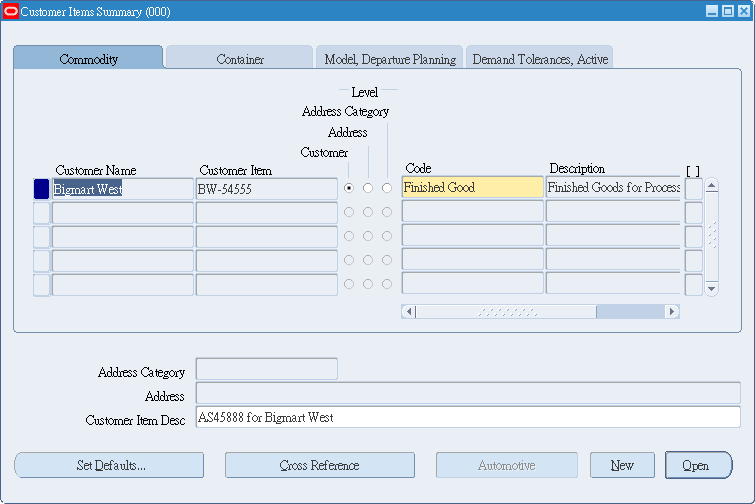 Customer Items Summary (000)
Commodity
Container
Model, Departure Planning
Demand Tolerances, Active
Level
Address Category
Address
Customer
Customer Name
Customer Item
Code
Description
[ ]
Bigmart West
BW-54555
Finished Good
Finished Goods for Process
Address Category
Address
Customer Item Desc
AS45888 for Bigmart West
Set Defaults...
Cross Reference
Automotive
New
Open